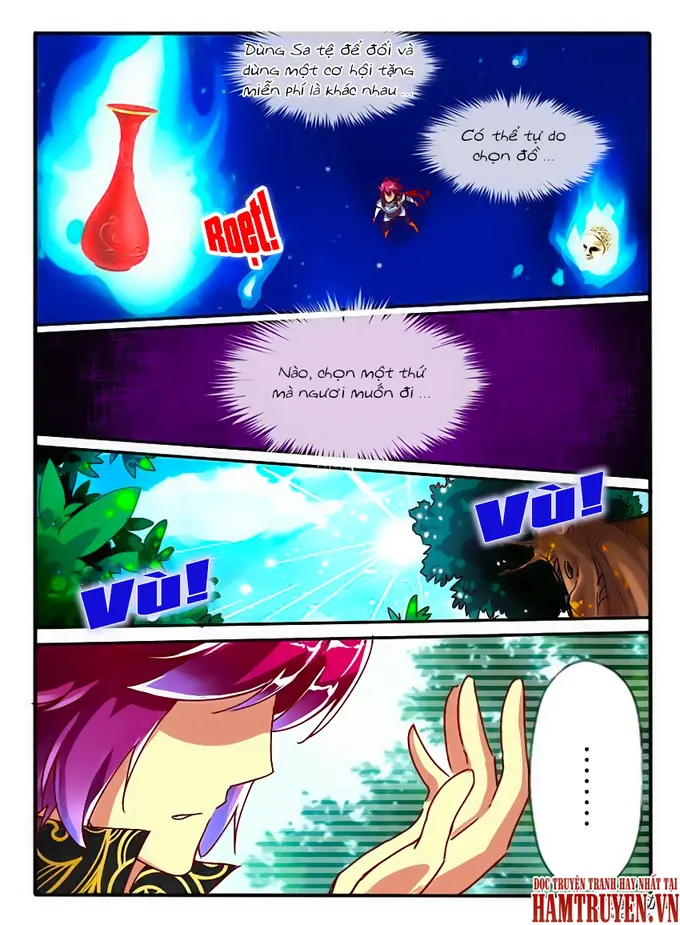 Dùng Sa tệ để đổi và
dùng một cơ hội tặng
miễn phí là khác nhau ...
Có thể tự do
chọn đồ ...
Roẹt!
Nào, chọn một thứ
mà ngươi muốn đi ...
Vù!
Vù!
........
ĐỌC TRUYỆN TRANH HAY NHẤT TẠI
HAMTRUYEN.VN